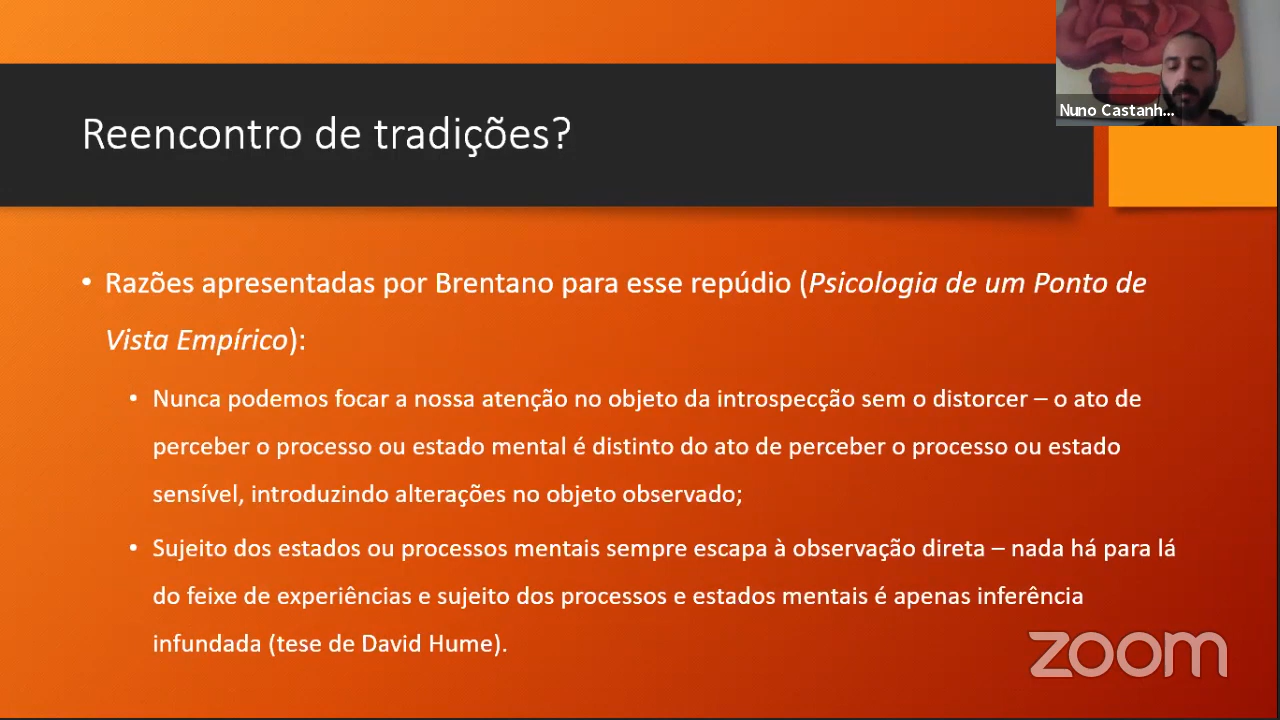 Nuno Castanh...
Reencontro de tradições?
• Razões apresentadas por Brentano para esse repúdio (Psicologia de um Ponto de
Vista Empírico):
• Nunca podemos focar a nossa atenção no objeto da introspecção sem o distorcer – o ato de
perceber o processo ou estado mental é distinto do ato de perceber o processo ou estado
sensível, introduzindo alterações no objeto observado;
• Sujeito dos estados ou processos mentais sempre escapa à observação direta – nada há para lá
do feixe de experiências e sujeito dos processos e estados mentais é apenas inferência
infundada (tese de David Hume).
zoom